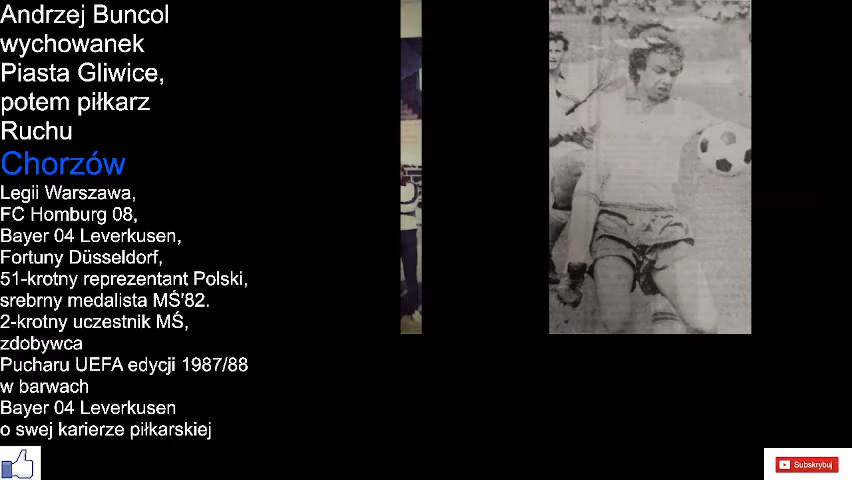 Andrzej Buncol
wychowanek
Piasta Gliwice,
potem piłkarz
Ruchu
Chorzów
Legii Warszawa,
FC Homburg 08,
Bayer 04 Leverkusen,
Fortuny Düsseldorf,
51-krotny reprezentant Polski,
srebrny medalista MŚ'82.
2-krotny uczestnik MŚ,
zdobywca
Pucharu UEFA edycji 1987/88
w barwach
Bayer 04 Leverkusen
o swej karierze piłkarskiej
Subskrybuj